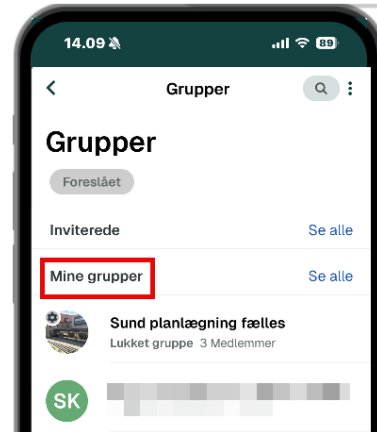 14.09
89
Grupper
Grupper
Foreslået
Inviterede Se alle
Mine grupper Se alle
Sund planlægning fælles
Lukket gruppe 3 Medlemmer
SK